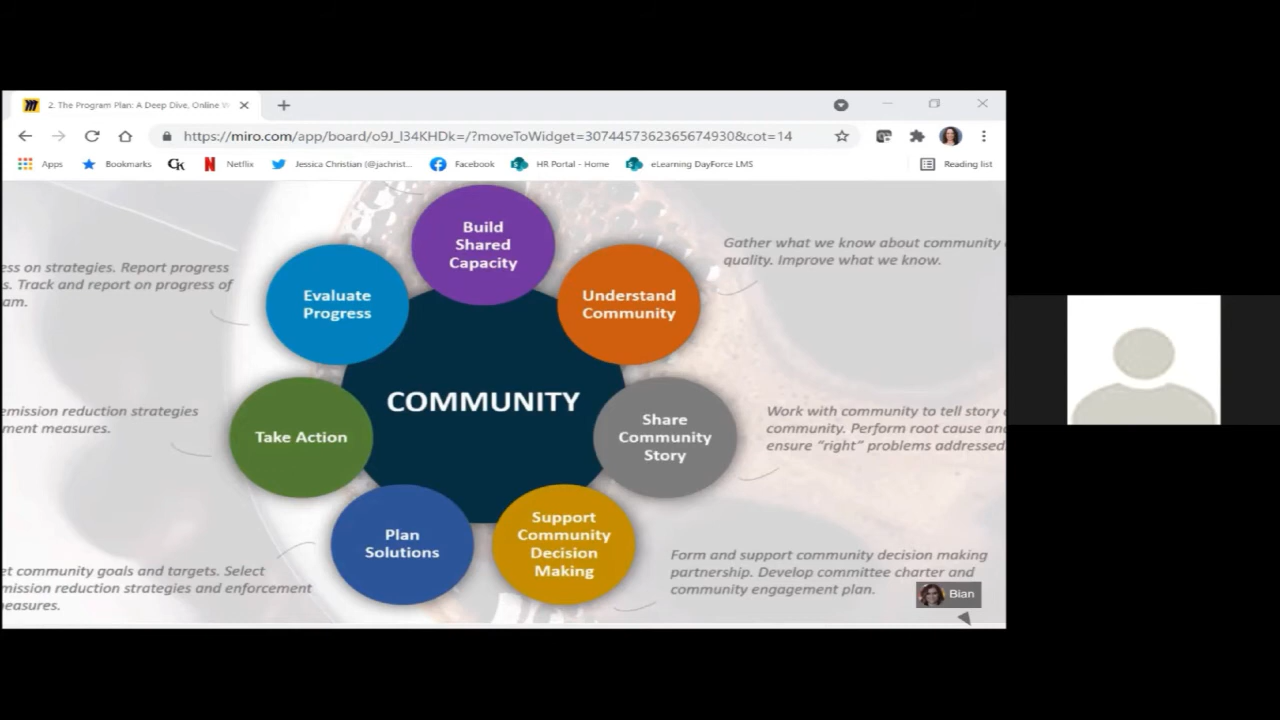 2. The Program Plan: A Deep Dive, Online W
https://miro.com/app/board/o9J_l34KHDk=/?moveToWidget=3074457362365674930&cot=14
Apps Bookmarks GK Netflix Jessica Christian (@jachrist... Facebook HR Portal - Home eLearning DayForce LMS Reading list
Build
Shared
Capacity
Gather what we know about community
quality. Improve what we know.
ess on strategies. Report progress
s. Track and report on progress of
am.
Evaluate
Progress
Understand
Community
COMMUNITY
emission reduction strategies
ment measures.
Take Action
Share
Community
Story
Work with community to tell story
community. Perform root cause an
ensure “right” problems addressed.
Plan
Solutions
Support
Community
Decision
Making
et community goals and targets. Select
mission reduction strategies and enforcement
easures.
Form and support community decision making
partnership. Develop committee charter and
community engagement plan.
Bian